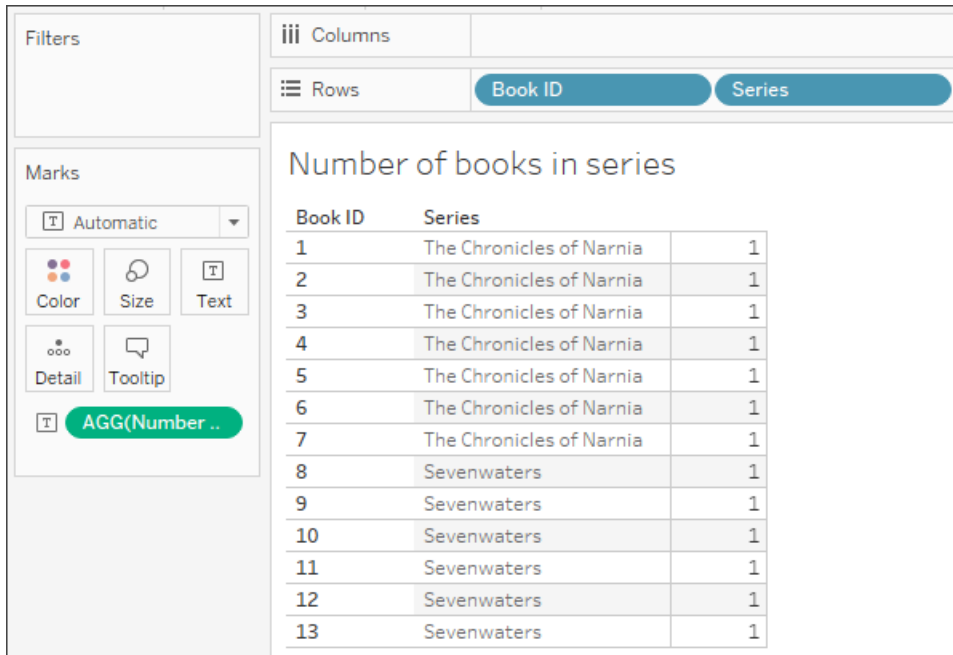 Filters
Columns
Rows Book ID Series
Marks
T Automatic
Color Size T Text
Detail Tooltip
T AGG(Number ..
Number of books in series
Book ID Series
1 The Chronicles of Narnia 1
2 The Chronicles of Narnia 1
3 The Chronicles of Narnia 1
4 The Chronicles of Narnia 1
5 The Chronicles of Narnia 1
6 The Chronicles of Narnia 1
7 The Chronicles of Narnia 1
8 Sevenwaters 1
9 Sevenwaters 1
10 Sevenwaters 1
11 Sevenwaters 1
12 Sevenwaters 1
13 Sevenwaters 1